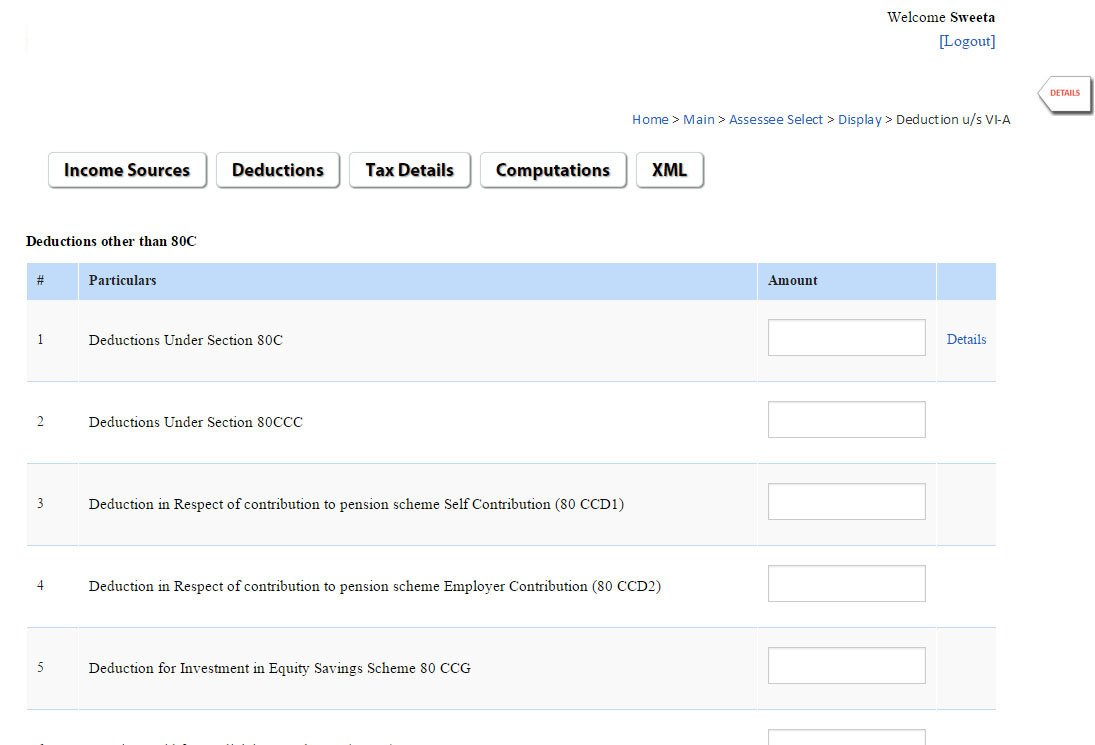 Welcome Sweeta
[Logout]
DETAILS
Home > Main > Assessee Select > Display > Deduction u/s VI-A
Income Sources Deductions Tax Details Computations XML
Deductions other than 80C
# Particulars Amount
1 Deductions Under Section 80C Details
2 Deductions Under Section 80CCC
3 Deduction in Respect of contribution to pension scheme Self Contribution (80 CCD1)
4 Deduction in Respect of contribution to pension scheme Employer Contribution (80 CCD2)
5 Deduction for Investment in Equity Savings Scheme 80 CCG